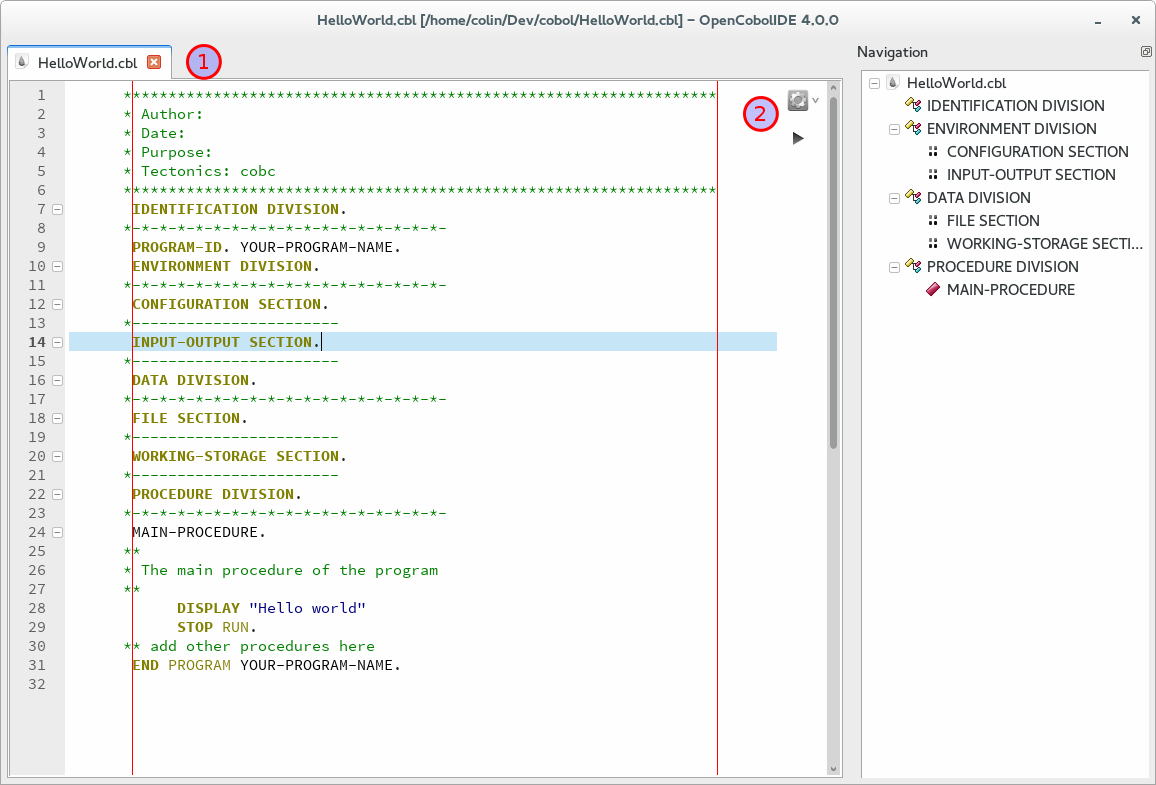 HelloWorld.cbl [/home/colin/Dev/cobol/HelloWorld.cbl] – OpenCobolIDE 4.0.0
HelloWorld.cbl
1
2
1 ******************************************************************
2 * Author:
3 * Date:
4 * Purpose:
5 * Tectonics: cobc
6 ******************************************************************
7 IDENTIFICATION DIVISION.
8 *-*-*-*-*-*-*-*-*-*-*-*-*-*-*-*-*-*-
9 PROGRAM-ID. YOUR-PROGRAM-NAME.
10 ENVIRONMENT DIVISION.
11 *-*-*-*-*-*-*-*-*-*-*-*-*-*-*-*-*-*-
12 CONFIGURATION SECTION.
13 *-----------------------
14 INPUT-OUTPUT SECTION.
15 *-----------------------
16 DATA DIVISION.
17 *-*-*-*-*-*-*-*-*-*-*-*-*-*-*-*-*-*-
18 FILE SECTION.
19 *-----------------------
20 WORKING-STORAGE SECTION.
21 *-----------------------
22 PROCEDURE DIVISION.
23 *-*-*-*-*-*-*-*-*-*-*-*-*-*-*-*-*-*-
24 MAIN-PROCEDURE.
25 **
26 * The main procedure of the program
27 **
28 DISPLAY "Hello world"
29 STOP RUN.
30 ** add other procedures here
31 END PROGRAM YOUR-PROGRAM-NAME.
32
Navigation
HelloWorld.cbl
IDENTIFICATION DIVISION
ENVIRONMENT DIVISION
CONFIGURATION SECTION
INPUT-OUTPUT SECTION
DATA DIVISION
FILE SECTION
WORKING-STORAGE SECTI...
PROCEDURE DIVISION
MAIN-PROCEDURE